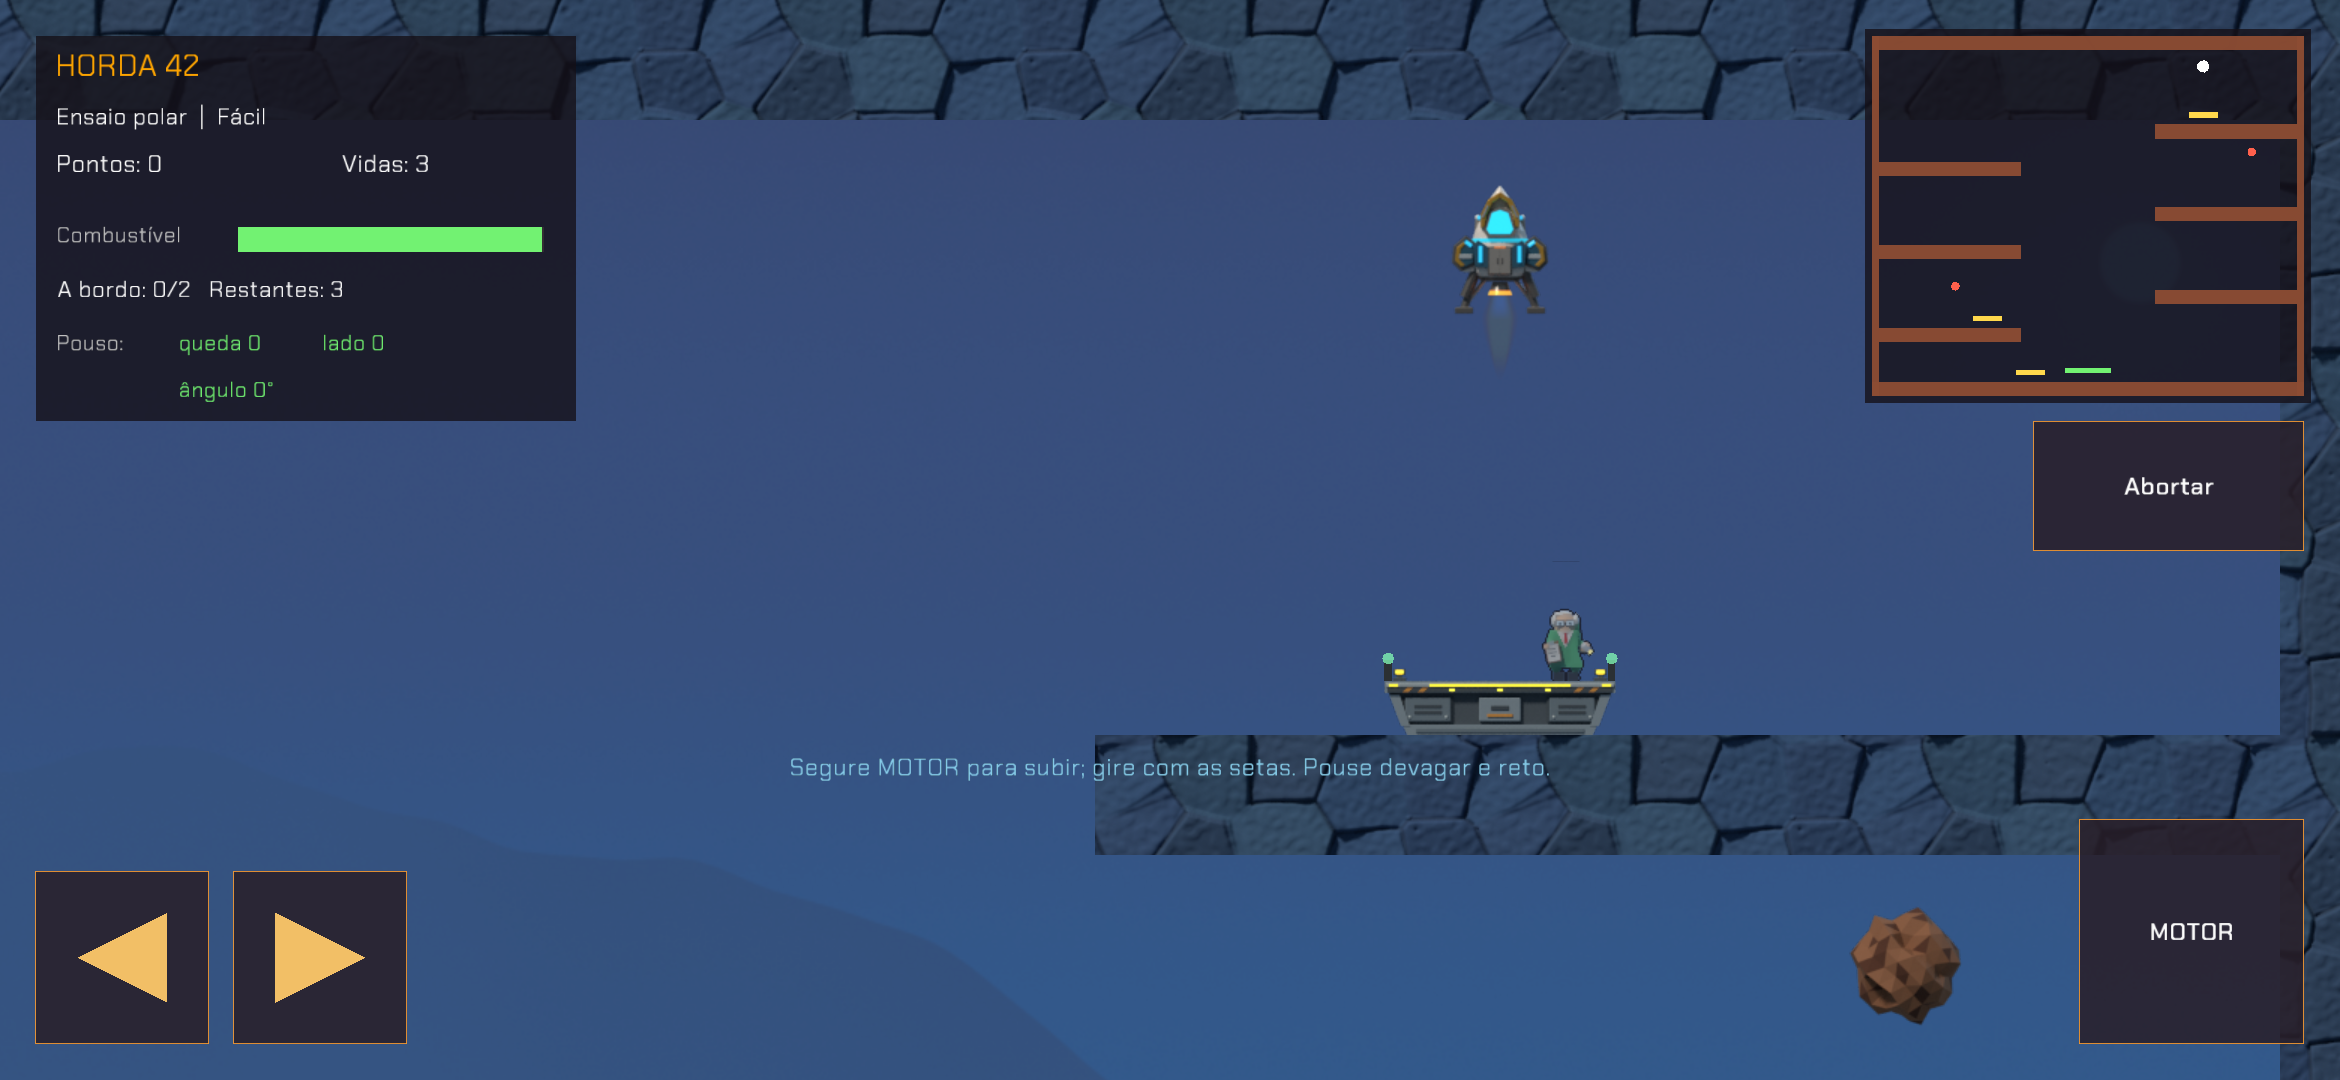 HORDA 42
Ensaio polar | Fácil
Pontos: 0 Vidas: 3
Combustível
A bordo: 0/2 Restantes: 3
Pouso: queda 0 lado 0
ângulo 0°
Abortar
Segure MOTOR para subir; gire com as setas. Pouse devagar e reto.
MOTOR